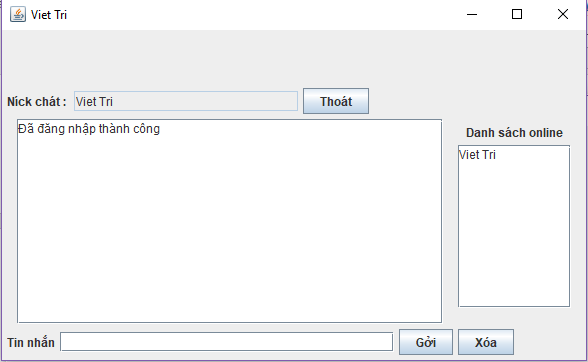 Viet Tri
Nick chát : Viet Tri Thoát
Đã đăng nhập thành công
Danh sách online
Viet Tri
Tin nhắn Gởi Xóa